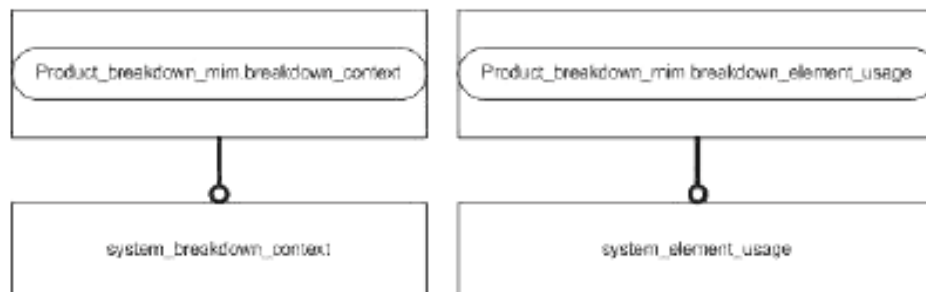 Product_breakdown_mim.breakdown_context
Product_breakdown_mim.breakdown_element_usage
system_breakdown_context
system_element_usage